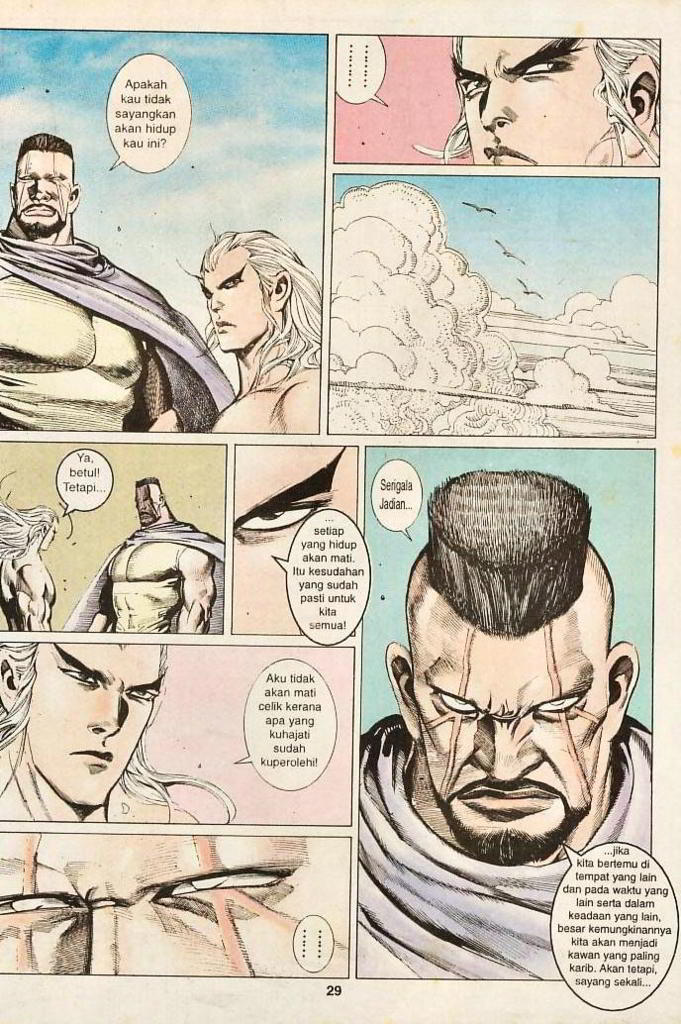 Apakah
kau tidak
sayangkan
akan hidup
kau ini?
Ya,
betul!
Tetapi...
...
setiap
yang hidup
akan mati.
Itu kesudahan
yang sudah
pasti untuk
kita
semua!
Serigala
Jadian...
Aku tidak
akan mati
celik kerana
apa yang
kuhajati
sudah
kuperolehi!
...jika
kita bertemu di
tempat yang lain
dan pada waktu yang
lain serta dalam
keadaan yang lain,
besar kemungkinannya
kita akan menjadi
kawan yang paling
karib. Akan tetapi,
sayang sekali...
29